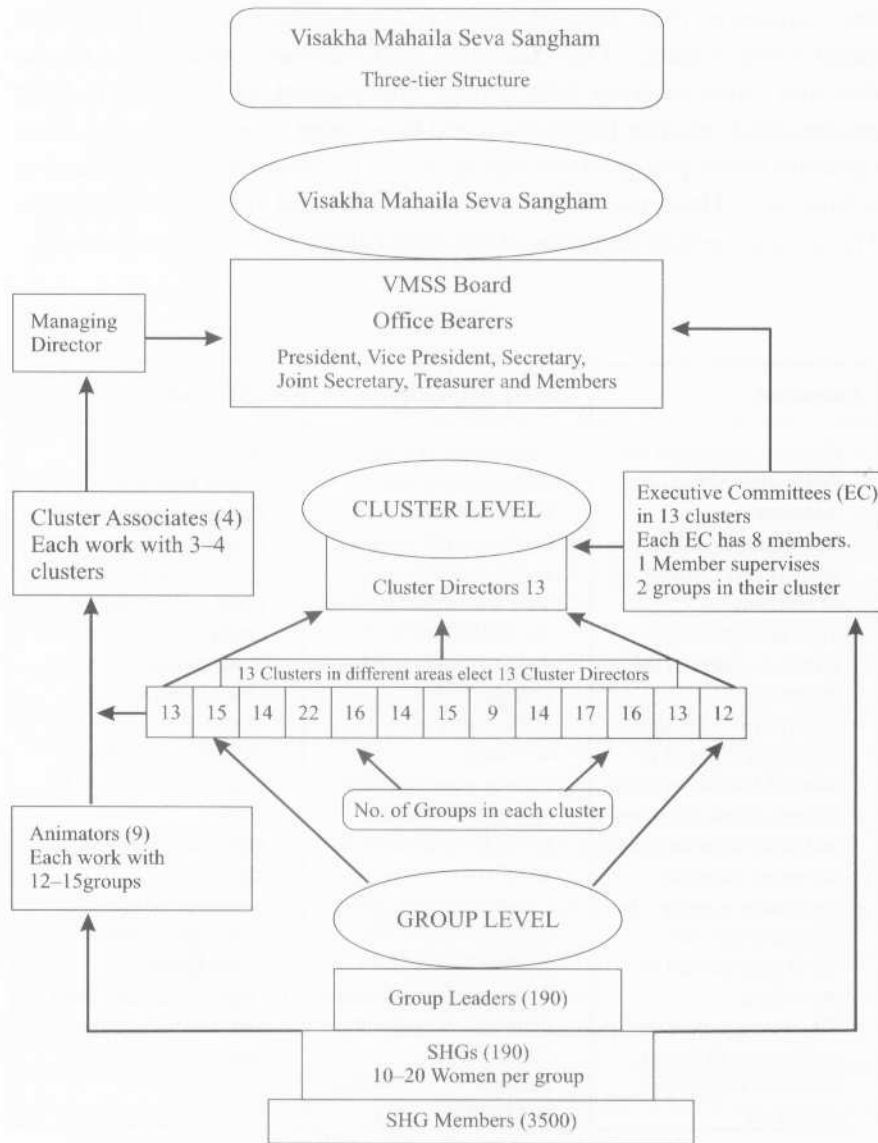 Visakha Mahaila Seva Sangham
Three-tier Structure
Visakha Mahaila Seva Sangham
VMSS Board
Office Bearers
President, Vice President, Secretary,
Joint Secretary, Treasurer and Members
Managing
Director
Cluster Associates (4)
Each work with 3–4
clusters
CLUSTER LEVEL
Cluster Directors 13
Executive Committees (EC)
in 13 clusters
Each EC has 8 members.
1 Member supervises
2 groups in their cluster
13 Clusters in different areas elect 13 Cluster Directors
13 15 14 22 16 14 15 9 14 17 16 13 12
No. of Groups in each cluster
Animators (9)
Each work with
12–15groups
GROUP LEVEL
Group Leaders (190)
SHGs (190)
10–20 Women per group
SHG Members (3500)